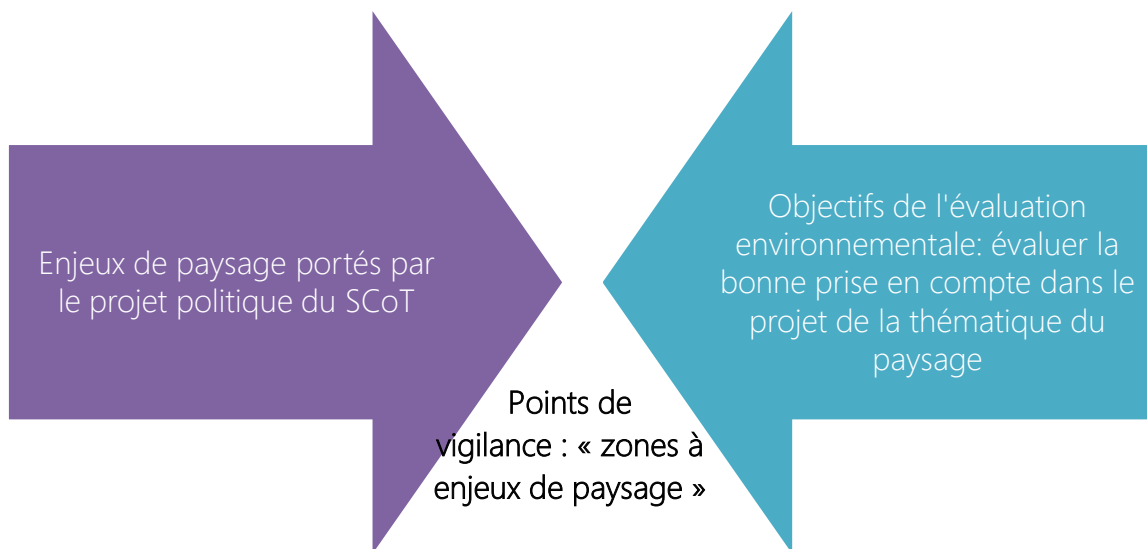 Enjeux de paysage portés par
le projet politique du SCoT
Objectifs de l'évaluation
environnementale: évaluer la
bonne prise en compte dans le
projet de la thématique du
paysage
Points de
vigilance : « zones à
enjeux de paysage »